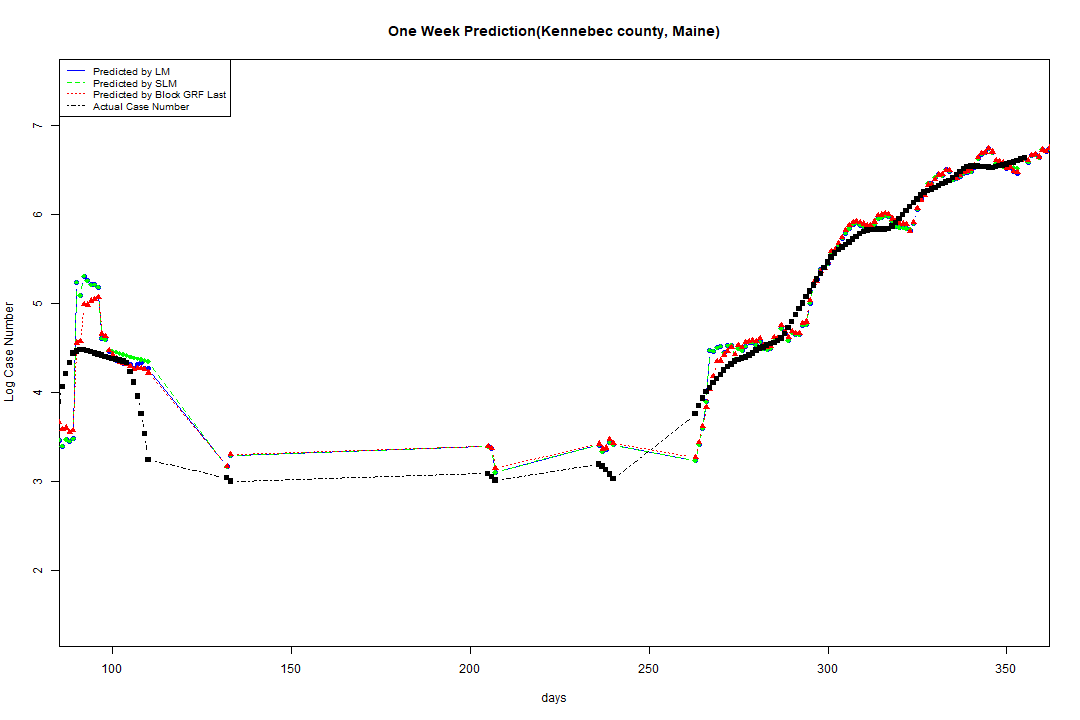 One Week Prediction(Kennebec county, Maine)
Predicted by LM
Predicted by SLM
Predicted by Block GRF Last
Actual Case Number
Log Case Number
7
6
5
4
3
2
100 150 200 250 300 350
days